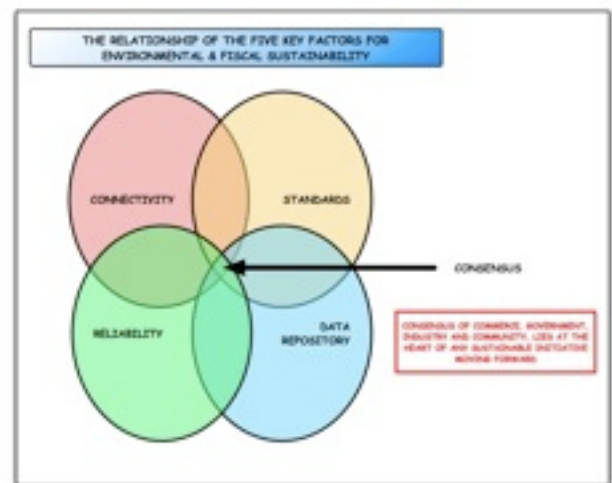 THE RELATIONSHIP OF THE FIVE KEY FACTORS FOR
ENVIRONMENTAL & FISCAL SUSTAINABILITY
CONNECTIVITY
STANDARDS
CONSENSUS
RELIABILITY
DATA
REPOSITORY
CONSENSUS OF COMMERCE, GOVERNMENT,
INDUSTRY AND COMMUNITY, LIES AT THE
HEART OF ANY SUSTAINABLE INITIATIVE
MOVING FORWARD